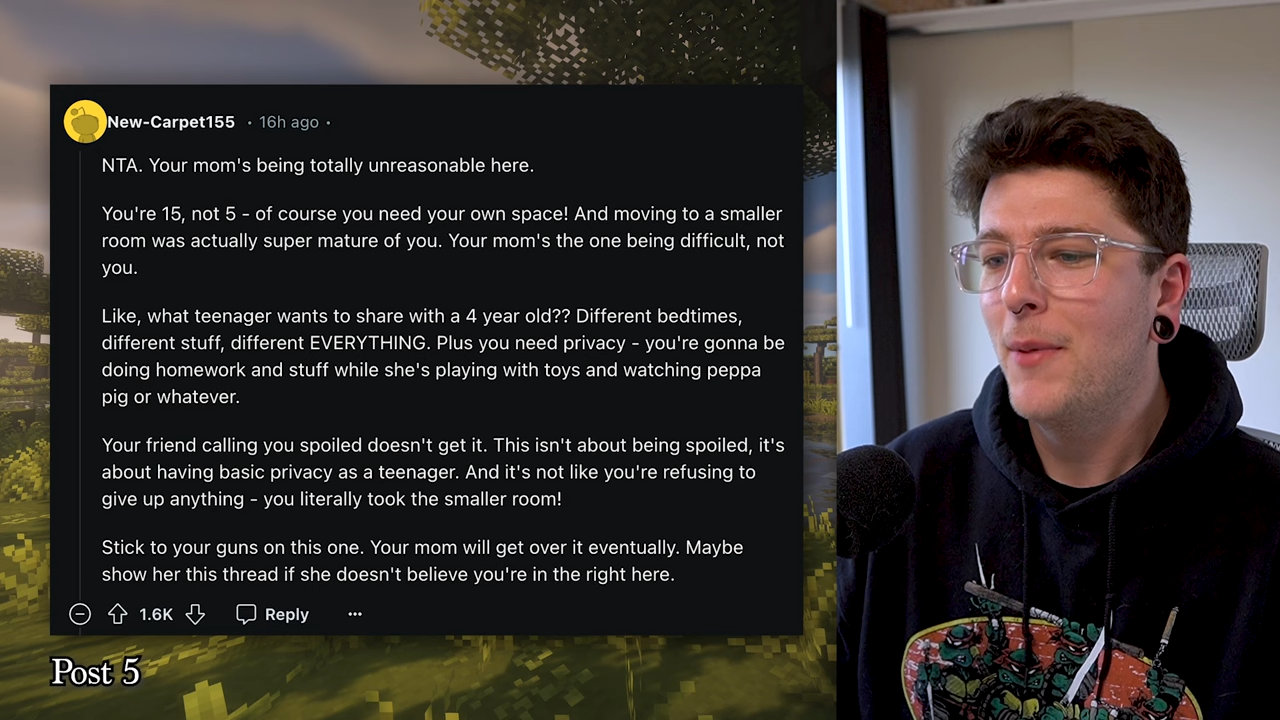 New-Carpet155 • 16h ago •
NTA. Your mom's being totally unreasonable here.
You're 15, not 5 - of course you need your own space! And moving to a smaller
room was actually super mature of you. Your mom's the one being difficult, not
you.
Like, what teenager wants to share with a 4 year old?? Different bedtimes,
different stuff, different EVERYTHING. Plus you need privacy - you're gonna be
doing homework and stuff while she's playing with toys and watching peppa
pig or whatever.
Your friend calling you spoiled doesn't get it. This isn't about being spoiled, it's
about having basic privacy as a teenager. And it's not like you're refusing to
give up anything - you literally took the smaller room!
Stick to your guns on this one. Your mom will get over it eventually. Maybe
show her this thread if she doesn't believe you're in the right here.
1.6K Reply
Post 5